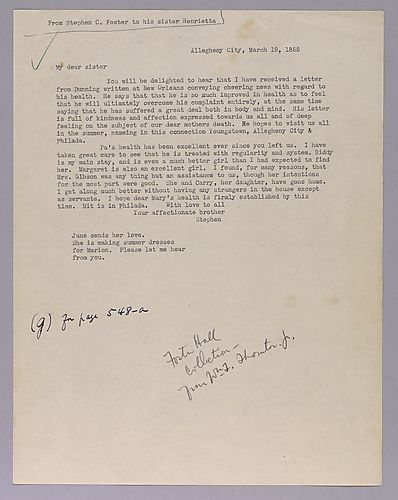 From Stephen C. Foster to his sister Henrietta
Allegheny City, March 19, 1855
My dear sister
You will be delighted to hear that I have received a letter
from Dunning written at New Orleans conveying cheering news with regard to
his health. He says that that he is so much improved in health as to feel
that he will ultimately overcome his complaint entirely, at the same time
saying that he has suffered a great deal both in body and mind. His letter
is full of kindness and affection expressed towards us all and of deep
feeling on the subject of our dear mothers death. He hopes to visit us all
in the summer, nameing in this connection Youngstown, Allegheny City &
Philada.
Pa's health has been excellent ever since you left us. I have
taken great care to see that he is treated with regularity and system. Biddy
is my main stay, and is even a much better girl than I had expected to find
her. Margaret is also an excellent girl. I found, for many reasons, that
Mrs. Gibson was any thing but an assistance to us, though her intentions
for the most part were good. She and Carry, her daughter, have gone home.
I get along much better without having any strangers in the house except
as servants. I hope dear Mary's health is firmly established by this
time. Mit is in Philada. With love to all
Your affectionate brother
Stephen
Jane sends her love.
She is making summer dresses
for Marion. Please let me hear
from you.
(g) for page 548-a
Foster Hall
Collection -
from Wm. J.